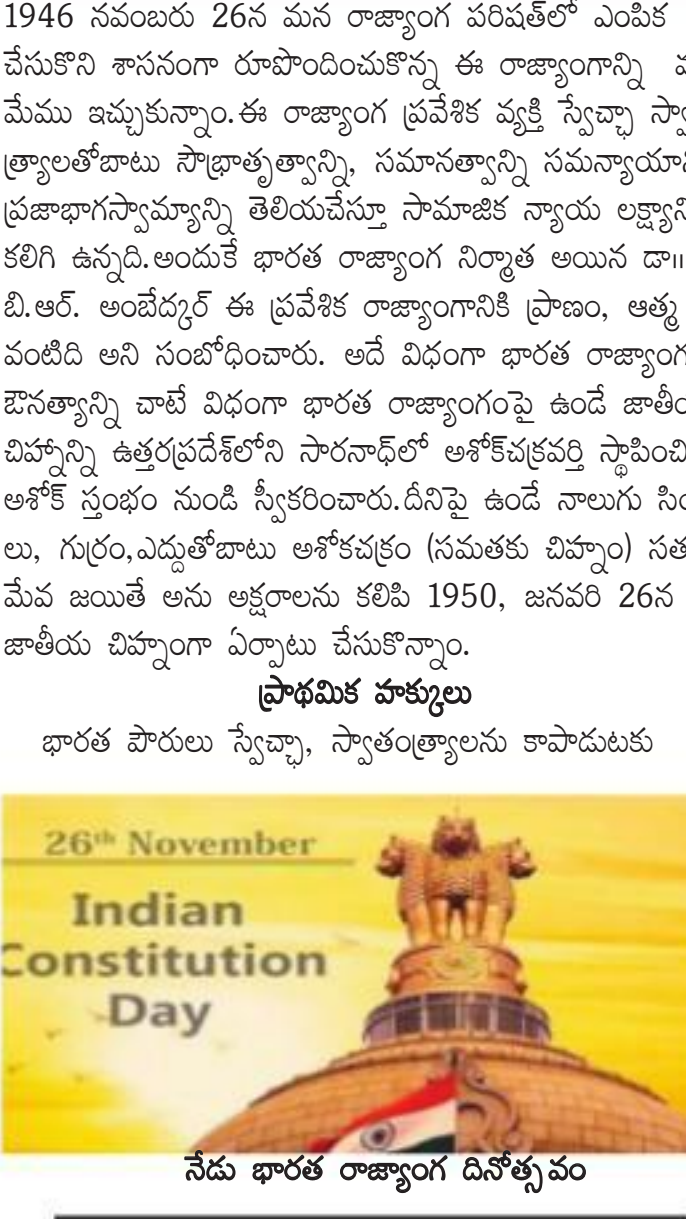 1946 నవంబరు 26న మన రాజ్యాంగ పరిషత్‌లో ఎంపిక
చేసుకొని శాసనంగా రూపొందించుకొన్న ఈ రాజ్యాంగాన్ని
మేము ఇచ్చుకున్నాం.ఈ రాజ్యాంగ ప్రవేశిక వ్యక్తి స్వేచ్ఛా స్వా
త్ర్యాలతోబాటు సౌభ్రాతృత్వాన్ని, సమానత్వాన్ని సమన్యాయా
ప్రజాభాగస్వామ్యాన్ని తెలియచేస్తూ సామాజిక న్యాయ లక్ష్యాని
కలిగి ఉన్నది.అందుకే భారత రాజ్యాంగ నిర్మాత అయిన డా॥
బి.ఆర్. అంబేద్కర్ ఈ ప్రవేశిక రాజ్యాంగానికి ప్రాణం, ఆత్మ
వంటిది అని సంబోధించారు. అదే విధంగా భారత రాజ్యాంగ
ఔనత్యాన్ని చాటే విధంగా భారత రాజ్యాంగంపై ఉండే జాతీ
చిహ్నాన్ని ఉత్తరప్రదేశ్‌లోని సారనాధ్‌లో అశోక్‌చక్రవర్తి స్థాపించి
అశోక్ స్తంభం నుండి స్వీకరించారు.దీనిపై ఉండే నాలుగు సిం
లు, గుర్రం,ఎద్దుతోబాటు అశోకచక్రం (సమతకు చిహ్నం) సత
మేవ జయితే అను అక్షరాలను కలిపి 1950, జనవరి 26న
జాతీయ చిహ్నంగా ఏర్పాటు చేసుకొన్నాం.
ప్రాథమిక హక్కులు
భారత పౌరులు స్వేచ్ఛా, స్వాతంత్ర్యాలను కాపాడుటకు
26th November
Indian
Constitution
Day
నేడు భారత రాజ్యాంగ దినోత్సవం